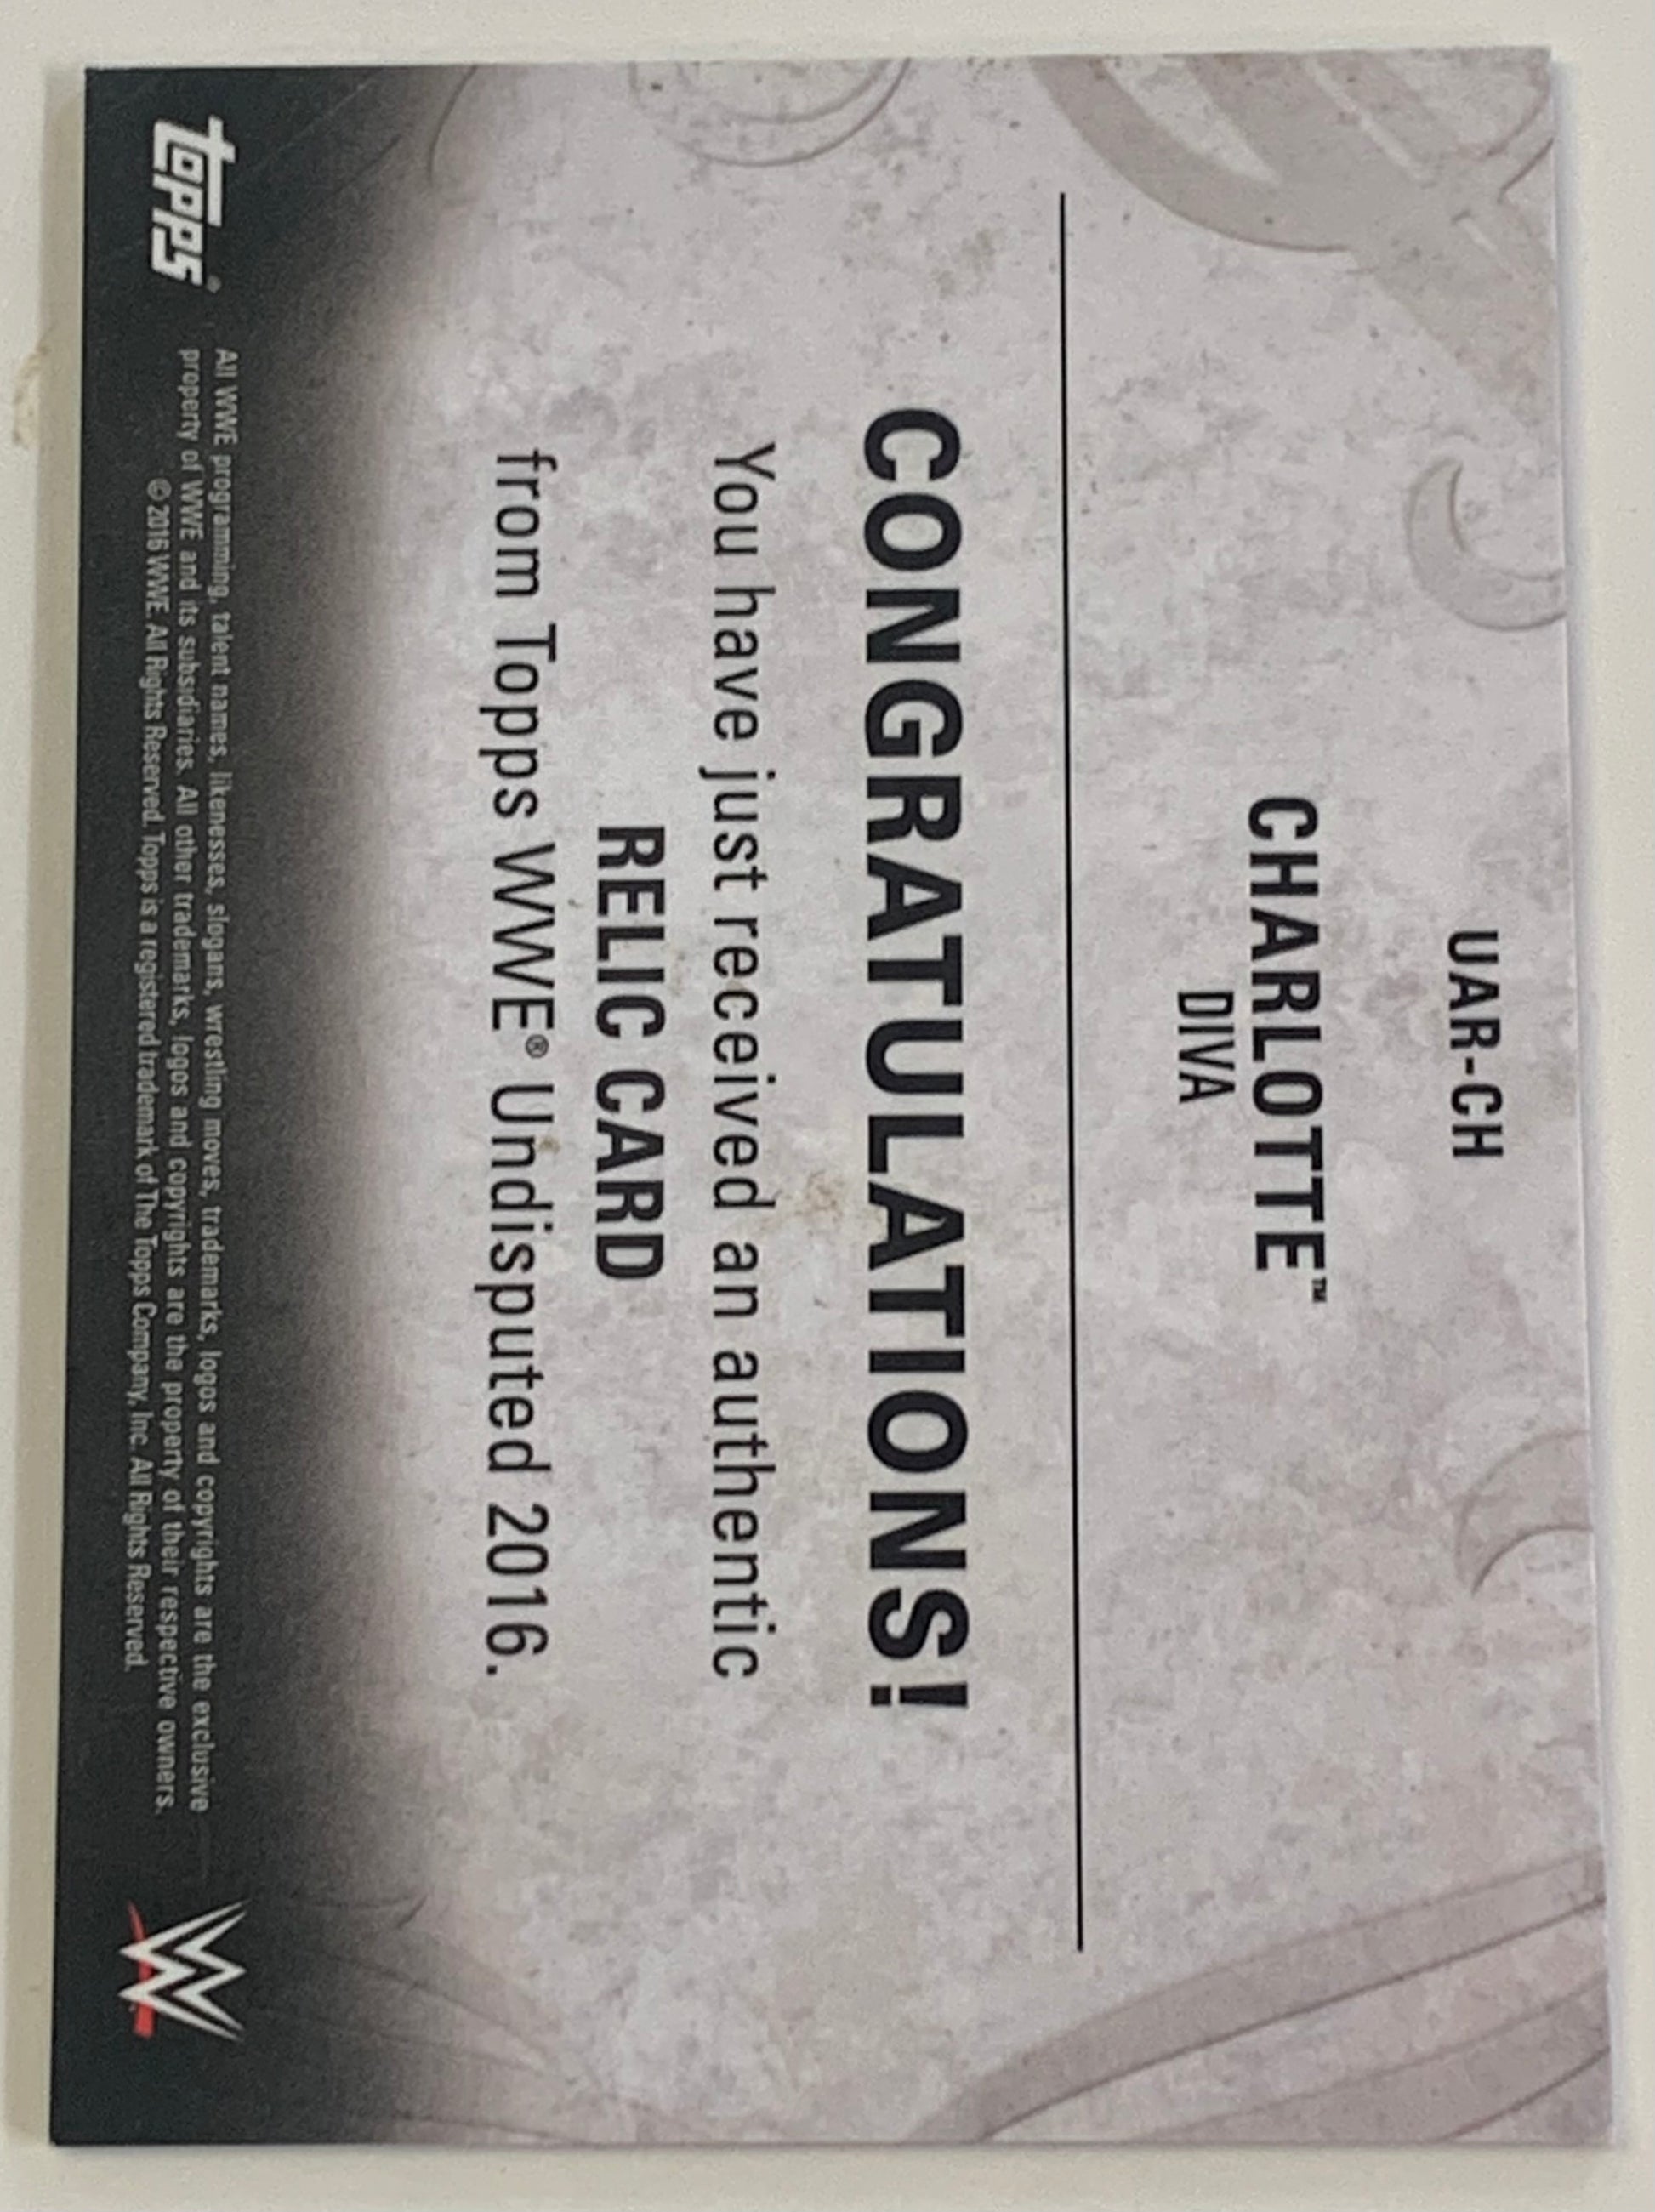 UAR-CH
CHARLOTTE™
DIVA
CONGRATULATIONS!
You have just received an authentic
RELIC CARD
from Topps WWE® Undisputed 2016.
topps®
All WWE programming, talent names, likenesses, slogans, wrestling moves, trademarks, logos and copyrights are the exclusive
property of WWE and its subsidiaries. All other trademarks, logos and copyrights are the property of their respective owners.
© 2016 WWE. All Rights Reserved. Topps is a registered trademark of The Topps Company, Inc. All Rights Reserved.
W